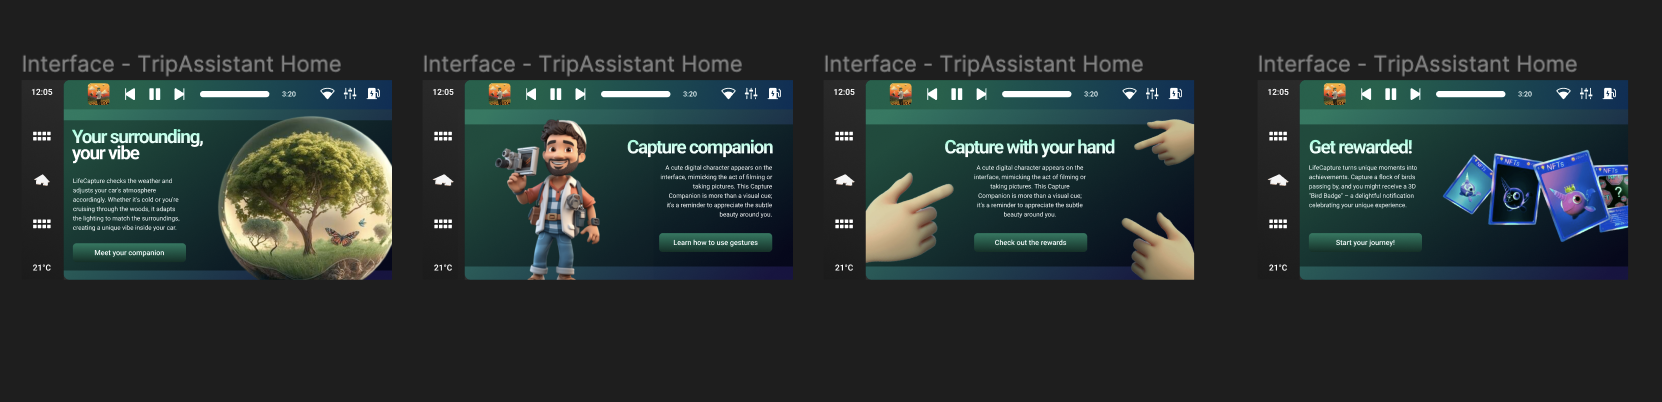 Interface - TripAssistant Home
12:05
3:20
Your surrounding,
your vibe
LifeCapture checks the weather and
adjusts your car's atmosphere
accordingly. Whether it's cold or you're
cruising through the woods, it adapts
the lighting to match the surroundings,
creating a unique vibe inside your car.
Meet your companion
21°C
Interface - TripAssistant Home
12:05
3:20
Capture companion
A cute digital character appears on the
interface, mimicking the act of filming or
taking pictures. This Capture
Companion is more than a visual cue;
it's a reminder to appreciate the subtle
beauty around you.
Learn how to use gestures
21°C
Interface - TripAssistant Home
12:05
3:20
Capture with your hand
A cute digital character appears on the
interface, mimicking the act of filming or
taking pictures. This Capture
Companion is more than a visual cue;
it's a reminder to appreciate the subtle
beauty around you.
Check out the rewards
21°C
Interface - TripAssistant Home
12:05
3:20
Get rewarded!
LifeCapture turns unique moments into
achievements. Capture a flock of birds
passing by, and you might receive a 3D
"Bird Badge" – a delightful notification
celebrating your unique experience.
Start your journey!
21°C
NFTs
NFTs
NFTs
?